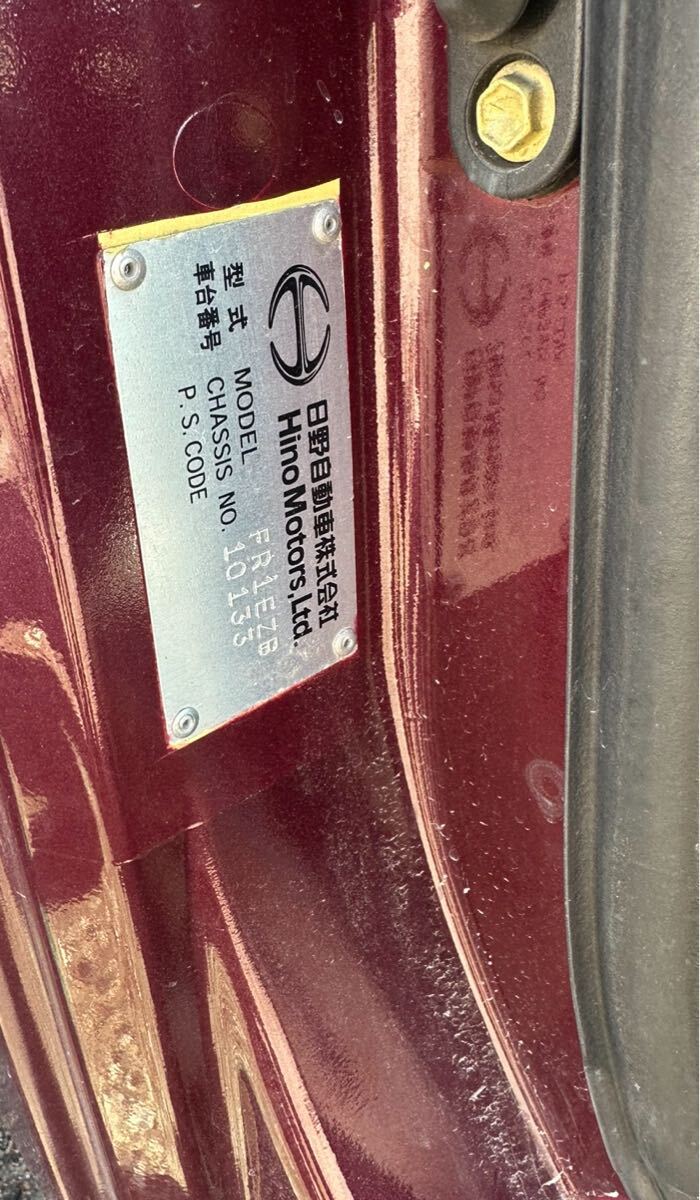 日野自動車株式会社
Hino Motors, Ltd.
型式 MODEL FR1EZB
車台番号 CHASSIS NO. 10133
P.S.CODE